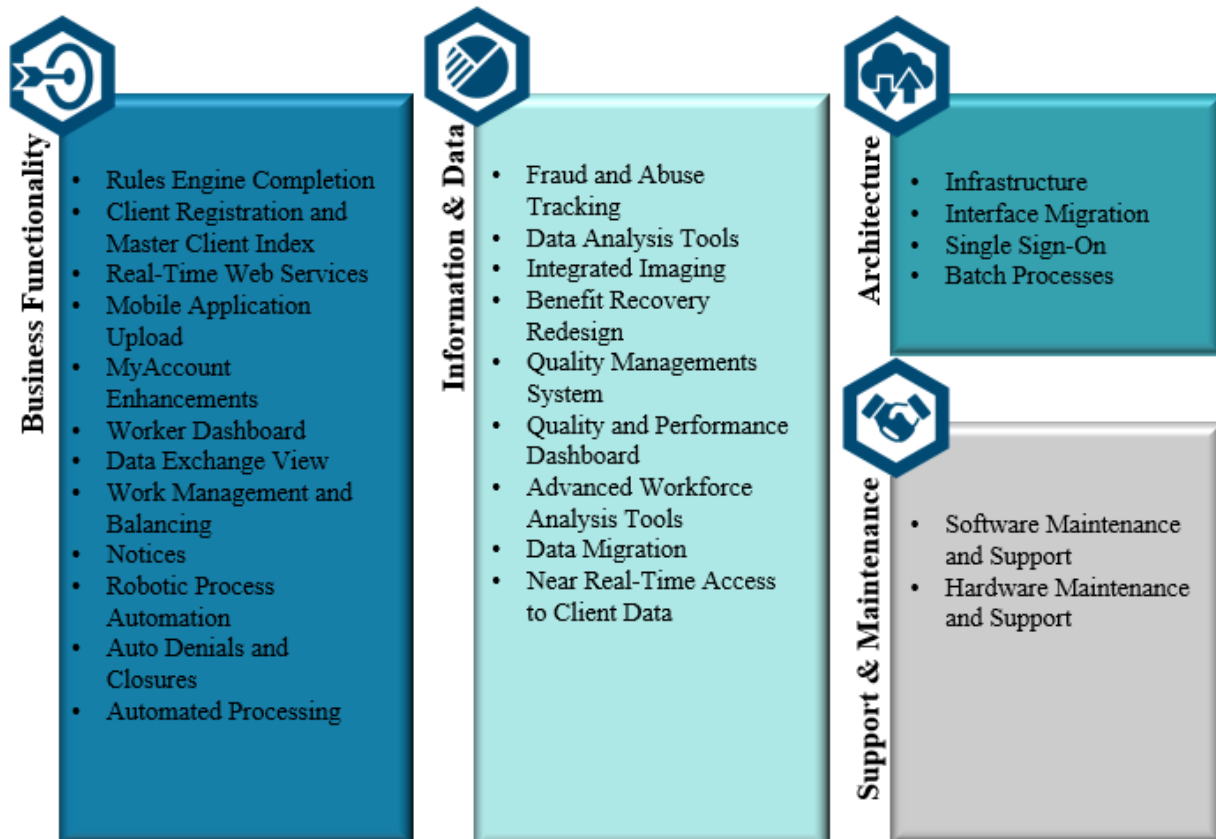 Business Functionality
• Rules Engine Completion
• Client Registration and
Master Client Index
• Real-Time Web Services
• Mobile Application
Upload
• MyAccount
Enhancements
• Worker Dashboard
• Data Exchange View
• Work Management and
Balancing
• Notices
• Robotic Process
Automation
• Auto Denials and
Closures
• Automated Processing
Information & Data
• Fraud and Abuse
Tracking
• Data Analysis Tools
• Integrated Imaging
• Benefit Recovery
Redesign
• Quality Managements
System
• Quality and Performance
Dashboard
• Advanced Workforce
Analysis Tools
• Data Migration
• Near Real-Time Access
to Client Data
Architecture
• Infrastructure
• Interface Migration
• Single Sign-On
• Batch Processes
Support & Maintenance
• Software Maintenance
and Support
• Hardware Maintenance
and Support